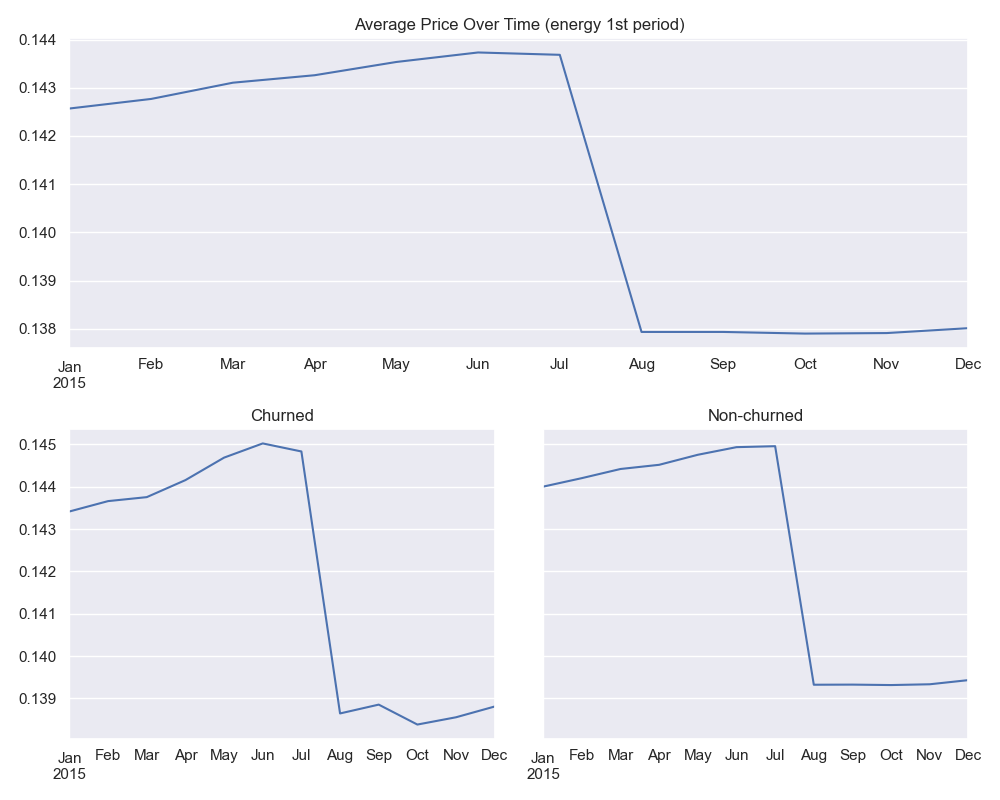 Average Price Over Time (energy 1st period)
0.144
0.143
0.142
0.141
0.140
0.139
0.138
Jan Feb Mar Apr May Jun Jul Aug Sep Oct Nov Dec
2015
Churned
0.145
0.144
0.143
0.142
0.141
0.140
0.139
Jan Feb Mar Apr May Jun Jul Aug Sep Oct Nov Dec
2015
Non-churned
Jan Feb Mar Apr May Jun Jul Aug Sep Oct Nov Dec
2015